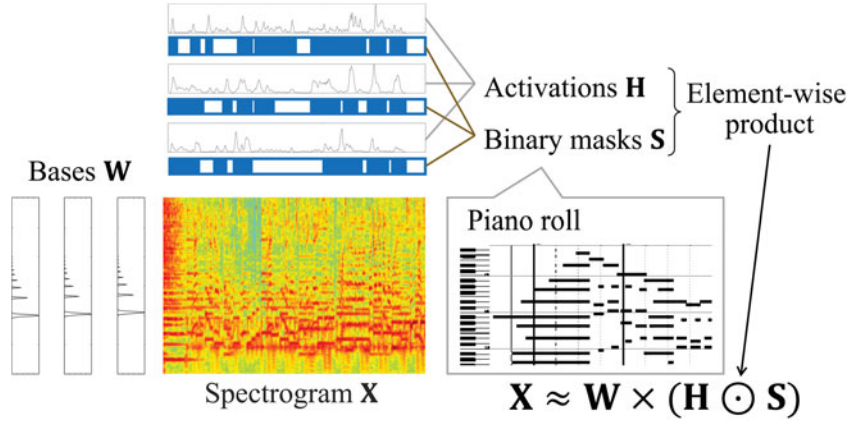 Activations H
Binary masks S
Element-wise
product
Bases W
Piano roll
Spectrogram X
X ≈ W × (H ⊙ S)